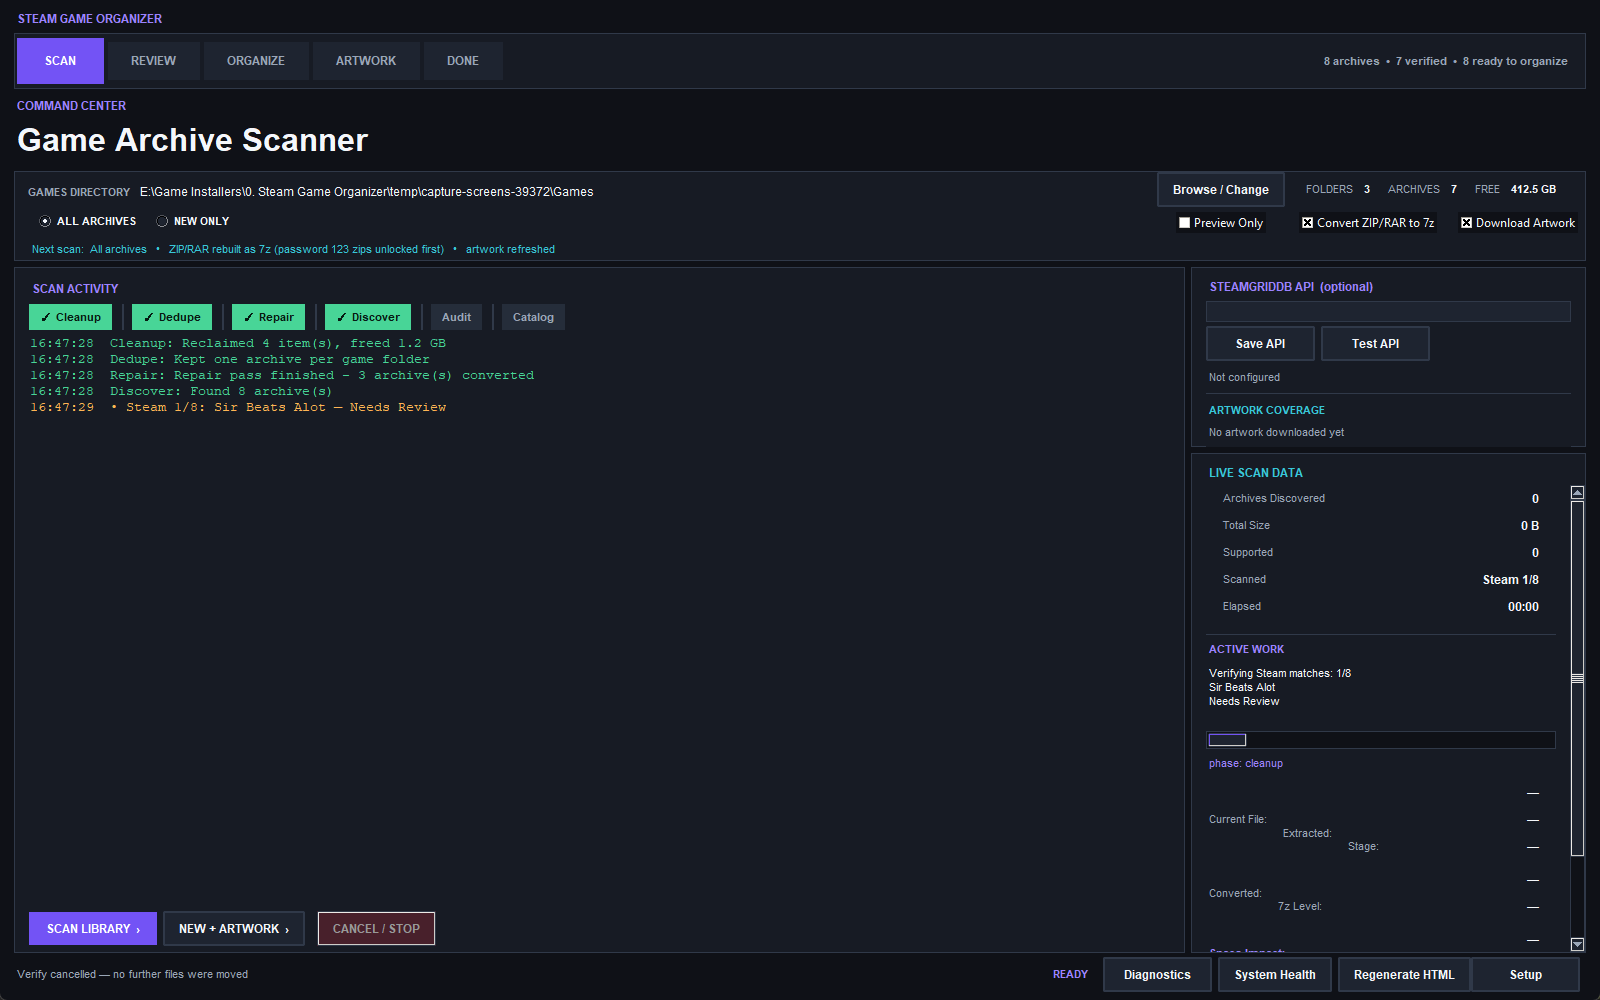 STEAM GAME ORGANIZER
SCAN
REVIEW
ORGANIZE
ARTWORK
DONE
8 archives • 7 verified • 8 ready to organize
COMMAND CENTER
Game Archive Scanner
GAMES DIRECTORY E:\Game Installers\0. Steam Game Organizer\temp\capture-screens-39372\Games
Browse / Change
FOLDERS 3 ARCHIVES 7 FREE 412.5 GB
ALL ARCHIVES
NEW ONLY
Preview Only
Convert ZIP/RAR to 7z
Download Artwork
Next scan: All archives • ZIP/RAR rebuilt as 7z (password 123 zips unlocked first) • artwork refreshed
SCAN ACTIVITY
✓ Cleanup
✓ Dedupe
✓ Repair
✓ Discover
Audit
Catalog
16:47:28 Cleanup: Reclaimed 4 item(s), freed 1.2 GB
16:47:28 Dedupe: Kept one archive per game folder
16:47:28 Repair: Repair pass finished - 3 archive(s) converted
16:47:28 Discover: Found 8 archive(s)
16:47:29 • Steam 1/8: Sir Beats Alot — Needs Review
SCAN LIBRARY ›
NEW + ARTWORK ›
CANCEL / STOP
STEAMGRIDDB API (optional)
Save API
Test API
Not configured
ARTWORK COVERAGE
No artwork downloaded yet
LIVE SCAN DATA
Archives Discovered 0
Total Size 0 B
Supported 0
Scanned Steam 1/8
Elapsed 00:00
ACTIVE WORK
Verifying Steam matches: 1/8
Sir Beats Alot
Needs Review
phase: cleanup
—
Current File: —
Extracted:
Stage: —
—
Converted:
7z Level: —
—
Verify cancelled — no further files were moved
READY
Diagnostics
System Health
Regenerate HTML
Setup